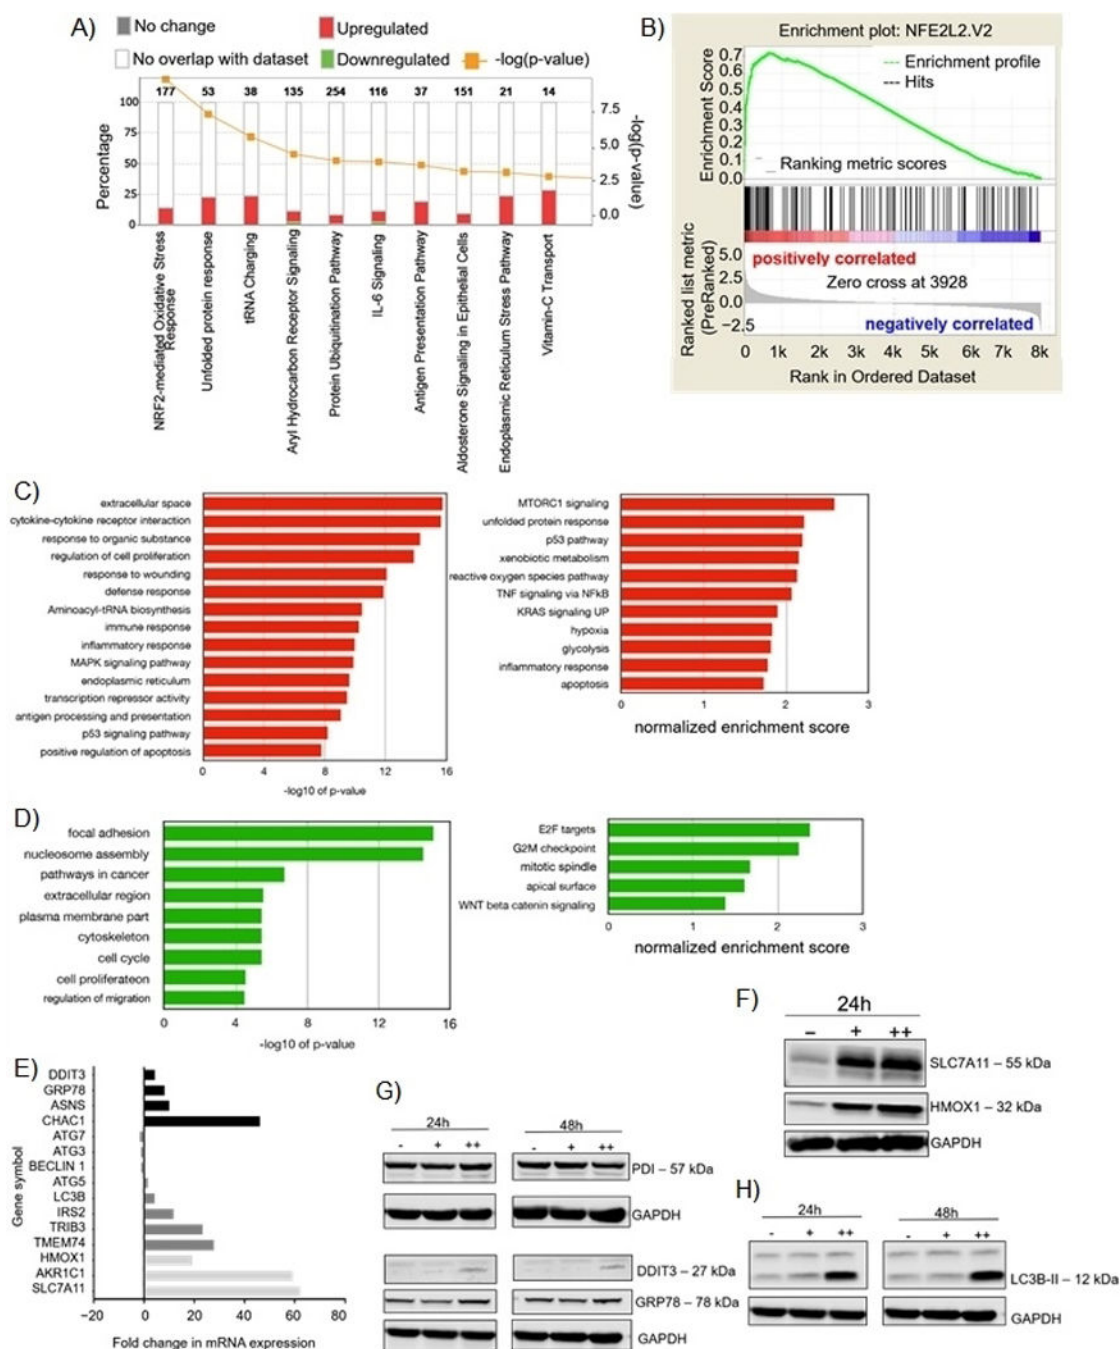 A)
No change
Upregulated
No overlap with dataset
Downregulated
-log(p-value)
177 53 38 135 254 116 37 151 21 14
Percentage
100
75
50
25
0
7.5
5.0
2.5
0.0
-log(p-value)
NRF2-mediated Oxidative Stress
Response
Unfolded protein response
tRNA Charging
Aryl Hydrocarbon Receptor Signaling
Protein Ubiquitination Pathway
IL-6 Signaling
Antigen Presentation Pathway
Aldosterone Signaling in Epithelial Cells
Endoplasmic Reticulum Stress Pathway
Vitamin-C Transport
B)
Enrichment plot: NFE2L2.V2
Enrichment Score
0.7
0.6
0.5
0.4
0.3
0.2
0.1
0.0
Enrichment profile
Hits
Ranking metric scores
Ranked list metric
(PreRanked)
5.0
2.5
0.0
−2.5
positively correlated
Zero cross at 3928
negatively correlated
0 1k 2k 3k 4k 5k 6k 7k 8k
Rank in Ordered Dataset
C)
extracellular space
cytokine-cytokine receptor interaction
response to organic substance
regulation of cell proliferation
response to wounding
defense response
Aminoacyl-tRNA biosynthesis
immune response
inflammatory response
MAPK signaling pathway
endoplasmic reticulum
transcription repressor activity
antigen processing and presentation
p53 signaling pathway
positive regulation of apoptosis
0 4 8 12 16
-log10 of p-value
MTORC1 signaling
unfolded protein response
p53 pathway
xenobiotic metabolism
reactive oxygen species pathway
TNF signaling via NFkB
KRAS signaling UP
hypoxia
glycolysis
inflammatory response
apoptosis
0 1 2 3
normalized enrichment score
D)
focal adhesion
nucleosome assembly
pathways in cancer
extracellular region
plasma membrane part
cytoskeleton
cell cycle
cell proliferateon
regulation of migration
0 4 8 12 16
-log10 of p-value
E2F targets
G2M checkpoint
mitotic spindle
apical surface
WNT beta catenin signaling
0 1 2 3
normalized enrichment score
E)
Gene symbol
DDIT3
GRP78
ASNS
CHAC1
ATG7
ATG3
BECLIN 1
ATG5
LC3B
IRS2
TRIB3
TMEM74
HMOX1
AKR1C1
SLC7A11
−20 0 20 40 60 80
Fold change in mRNA expression
F)
24h
– + ++
SLC7A11 – 55 kDa
HMOX1 – 32 kDa
GAPDH
G)
24h 48h
- + ++ - + ++
PDI – 57 kDa
GAPDH
DDIT3 – 27 kDa
GRP78 – 78 kDa
GAPDH
H)
24h 48h
- + ++ - + ++
LC3B-II – 12 kDa
GAPDH